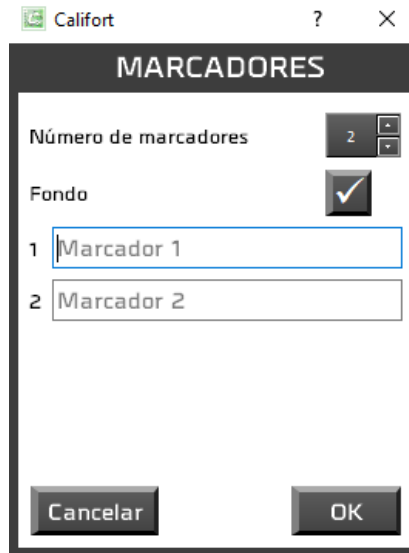 Califort ? ×
MARCADORES
Número de marcadores 2
Fondo ✓
1 Marcador 1
2 Marcador 2
Cancelar OK